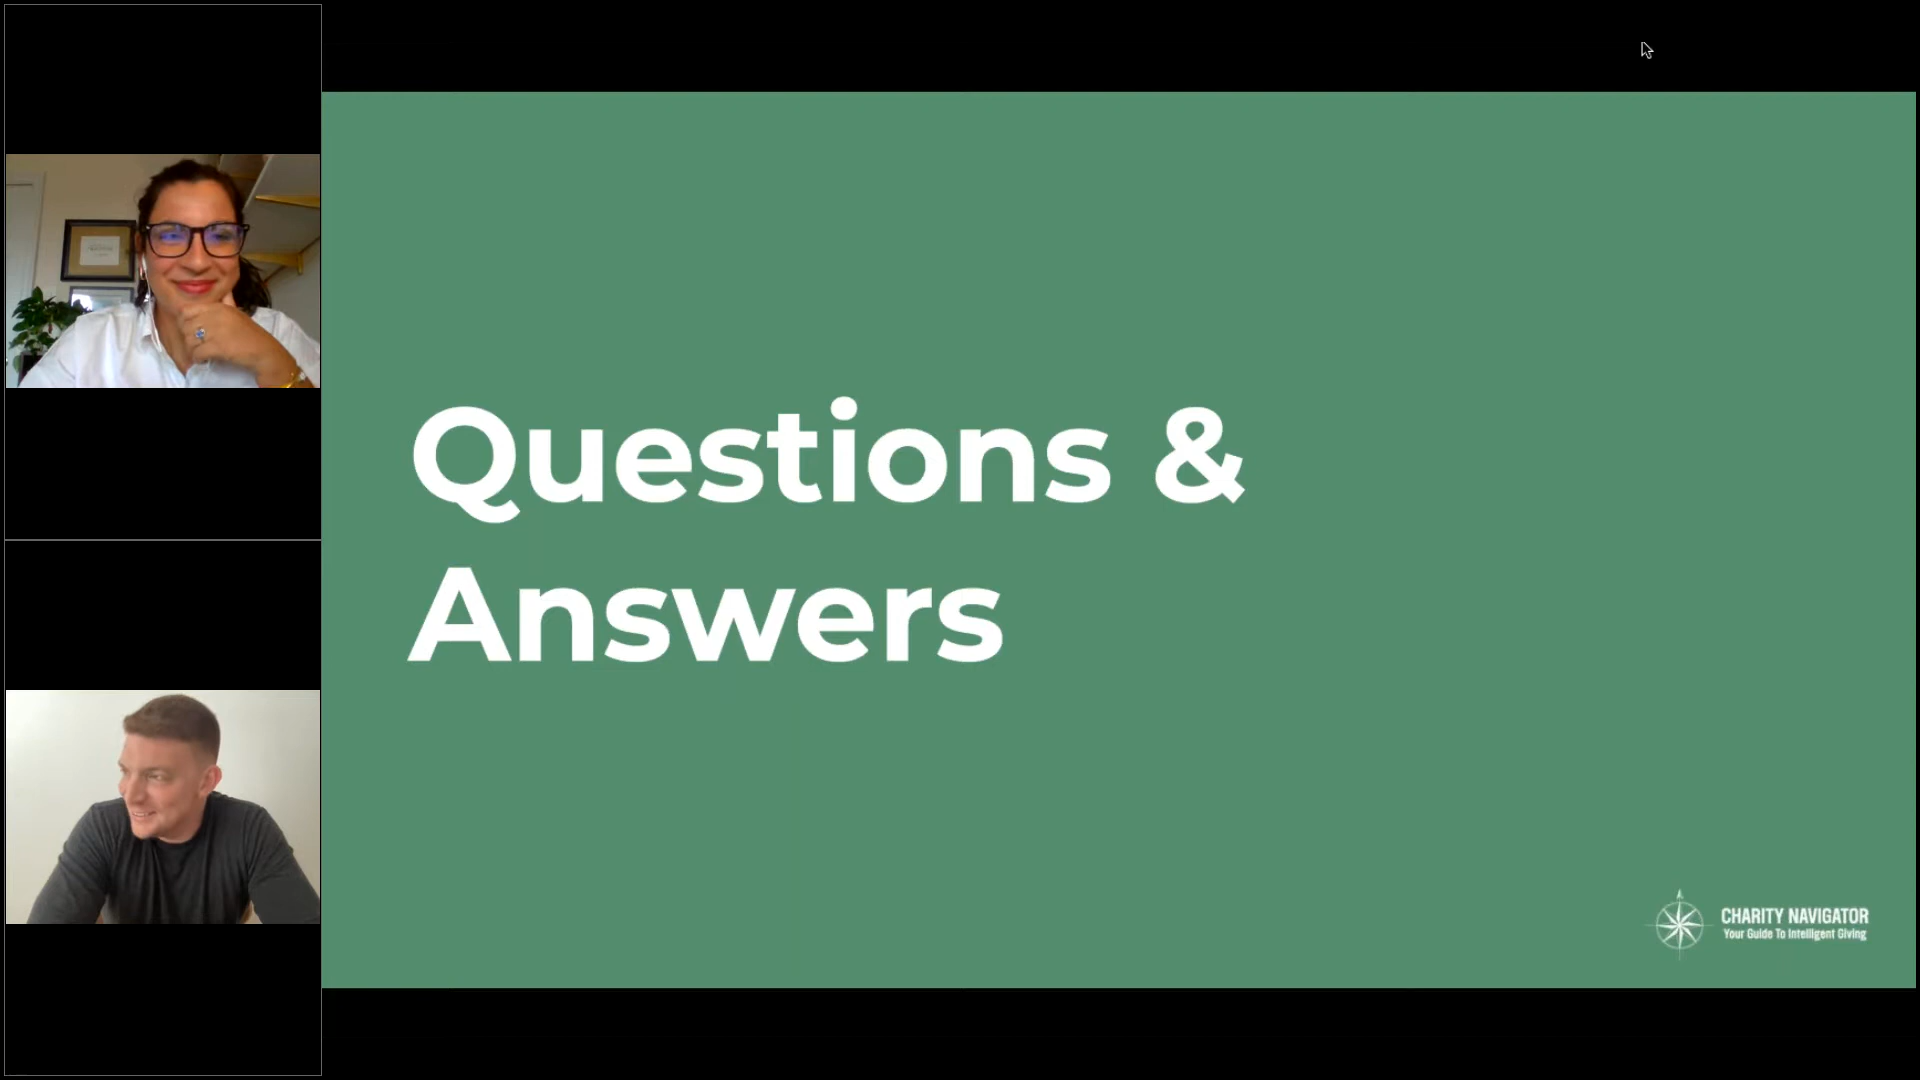 Questions &
Answers
CHARITY NAVIGATOR
Your Guide To Intelligent Giving